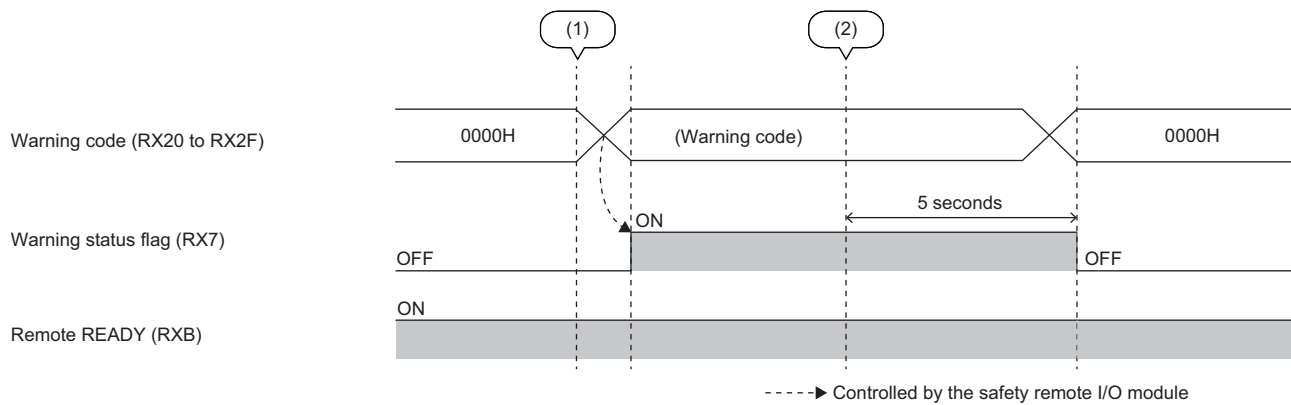 (1)
(2)
Warning code (RX20 to RX2F)
0000H
(Warning code)
0000H
5 seconds
Warning status flag (RX7)
ON
OFF
OFF
ON
Remote READY (RXB)
Controlled by the safety remote I/O module